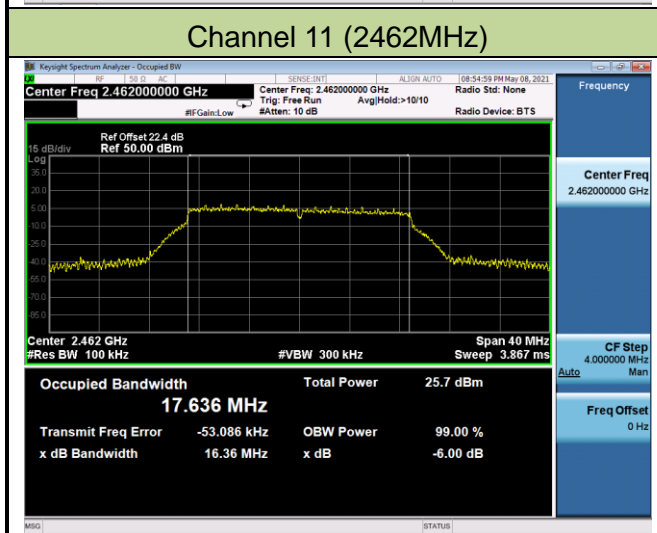 Channel 11 (2462MHz)
Keysight Spectrum Analyzer - Occupied BW
RF 50 Ω AC SENSE:INT ALIGN AUTO 08:54:59 PM May 08, 2021
Center Freq 2.462000000 GHz
Center Freq: 2.462000000 GHz
Radio Std: None
Trig: Free Run Avg|Hold:>10/10
#IFGain:Low #Atten: 10 dB Radio Device: BTS
Ref Offset 22.4 dB
15 dB/div Ref 50.00 dBm
Log
35.0
20.0
5.00
-10.0
-25.0
-40.0
-55.0
-70.0
-85.0
Center 2.462 GHz Span 40 MHz
#Res BW 100 kHz #VBW 300 kHz Sweep 3.867 ms
Occupied Bandwidth Total Power 25.7 dBm
17.636 MHz
Transmit Freq Error -53.086 kHz OBW Power 99.00 %
x dB Bandwidth 16.36 MHz x dB -6.00 dB
Frequency
Center Freq
2.462000000 GHz
CF Step
4.000000 MHz
Auto Man
Freq Offset
0 Hz
MSG STATUS